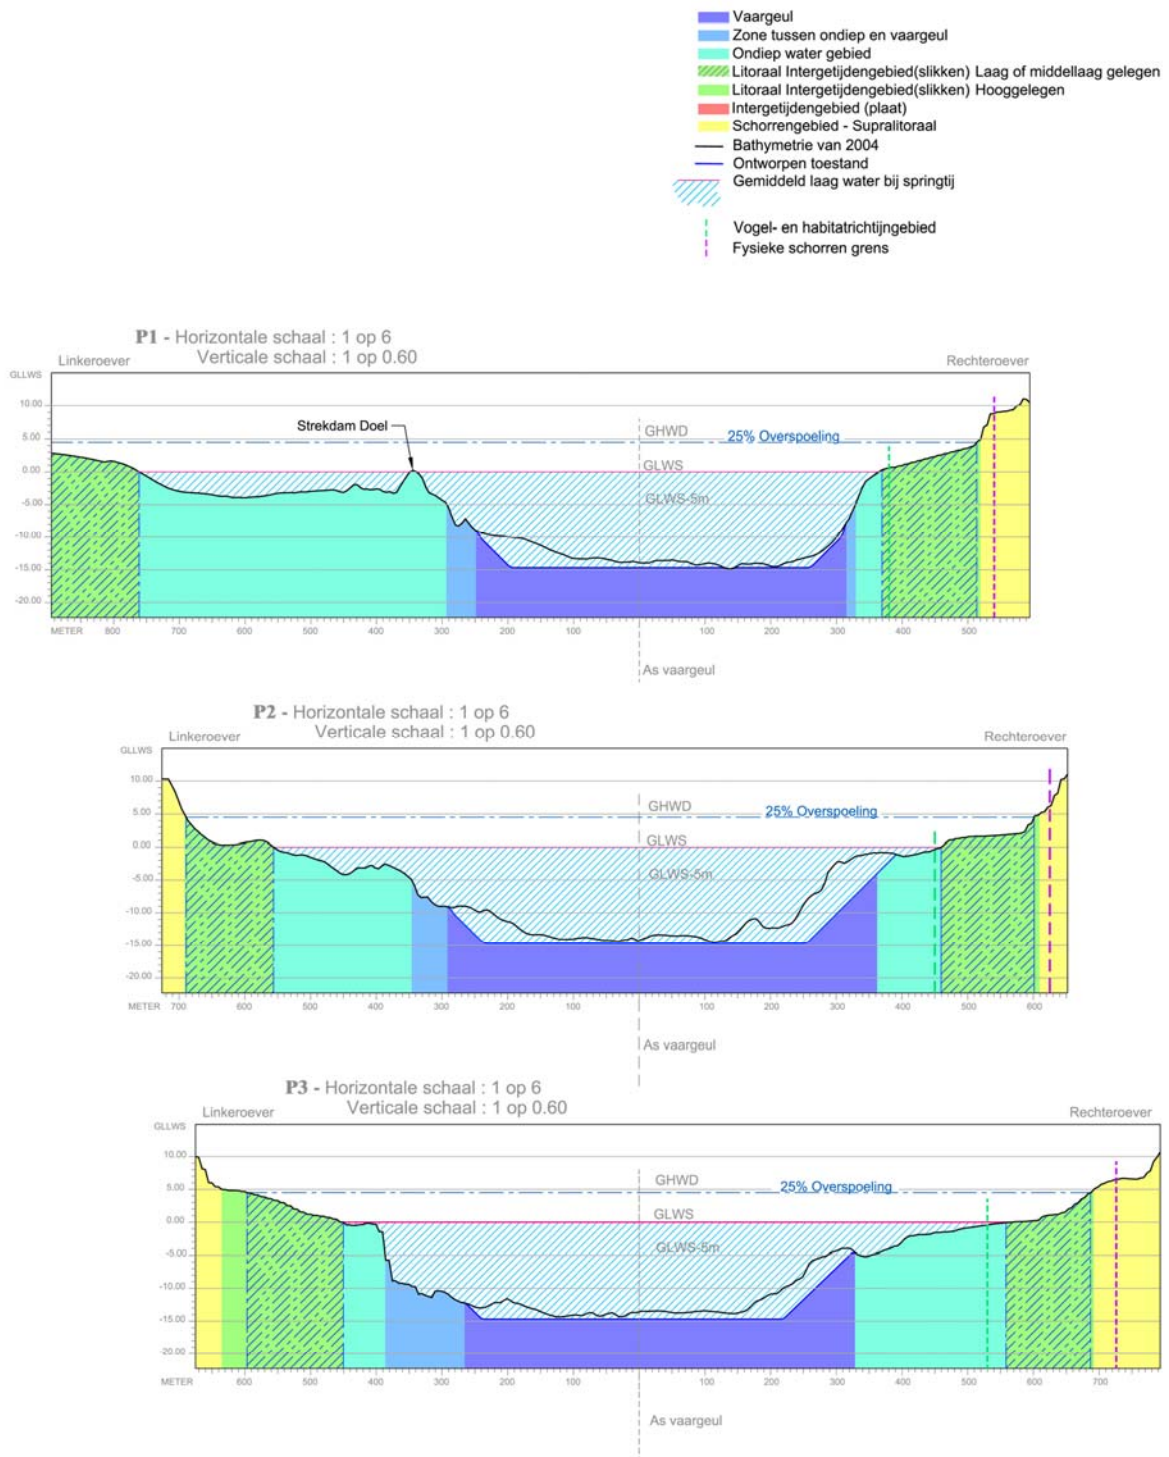 Vaargeul
Zone tussen ondiep en vaargeul
Ondiep water gebied
Litoraal Intergetijdengebied(slikken) Laag of middellaag gelegen
Litoraal Intergetijdengebied(slikken) Hooggelegen
Intergetijdengebied (plaat)
Schorrengebied - Supralitoraal
Bathymetrie van 2004
Ontworpen toestand
Gemiddeld laag water bij springtij
Vogel- en habitatrichtijngebied
Fysieke schorren grens
P1 - Horizontale schaal : 1 op 6
Verticale schaal : 1 op 0.60
Linkeroever
Rechteroever
GLLWS
10.00
5.00
0.00
-5.00
-10.00
-15.00
-20.00
Strekdam Doel
GHWD
25% Overspoeling
GLWS
GLWS-5m
METER 800 700 600 500 400 300 200 100 100 200 300 400 500
As vaargeul
P2 - Horizontale schaal : 1 op 6
Verticale schaal : 1 op 0.60
Linkeroever
Rechteroever
GLLWS
10.00
5.00
0.00
-5.00
-10.00
-15.00
-20.00
GHWD
25% Overspoeling
GLWS
GLWS-5m
METER 700 600 500 400 300 200 100 100 200 300 400 500 600
As vaargeul
P3 - Horizontale schaal : 1 op 6
Verticale schaal : 1 op 0.60
Linkeroever
Rechteroever
GLLWS
10.00
5.00
0.00
-5.00
-10.00
-15.00
-20.00
GHWD
25% Overspoeling
GLWS
GLWS-5m
METER 600 500 400 300 200 100 100 200 300 400 500 600 700
As vaargeul